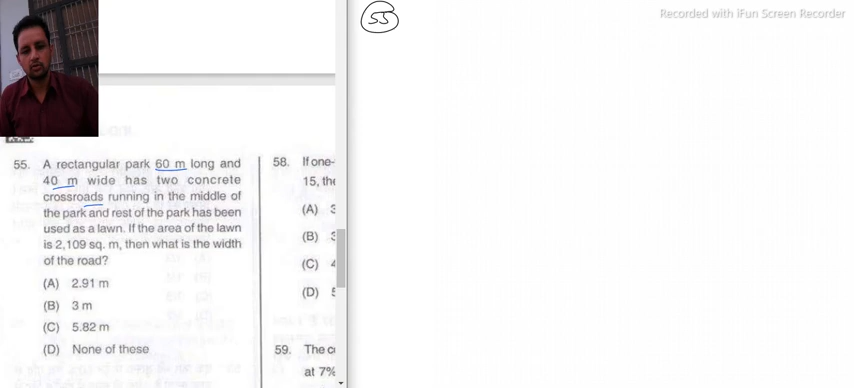 55
Recorded with iFun Screen Recorder
55. A rectangular park 60 m long and
40 m wide has two concrete
crossroads running in the middle of
the park and rest of the park has been
used as a lawn. If the area of the lawn
is 2,109 sq. m, then what is the width
of the road?
(A) 2.91 m
(B) 3 m
(C) 5.82 m
(D) None of these
58. If one-
15, the
(A)
(B)
(C)
(D)
59. The
at 7%